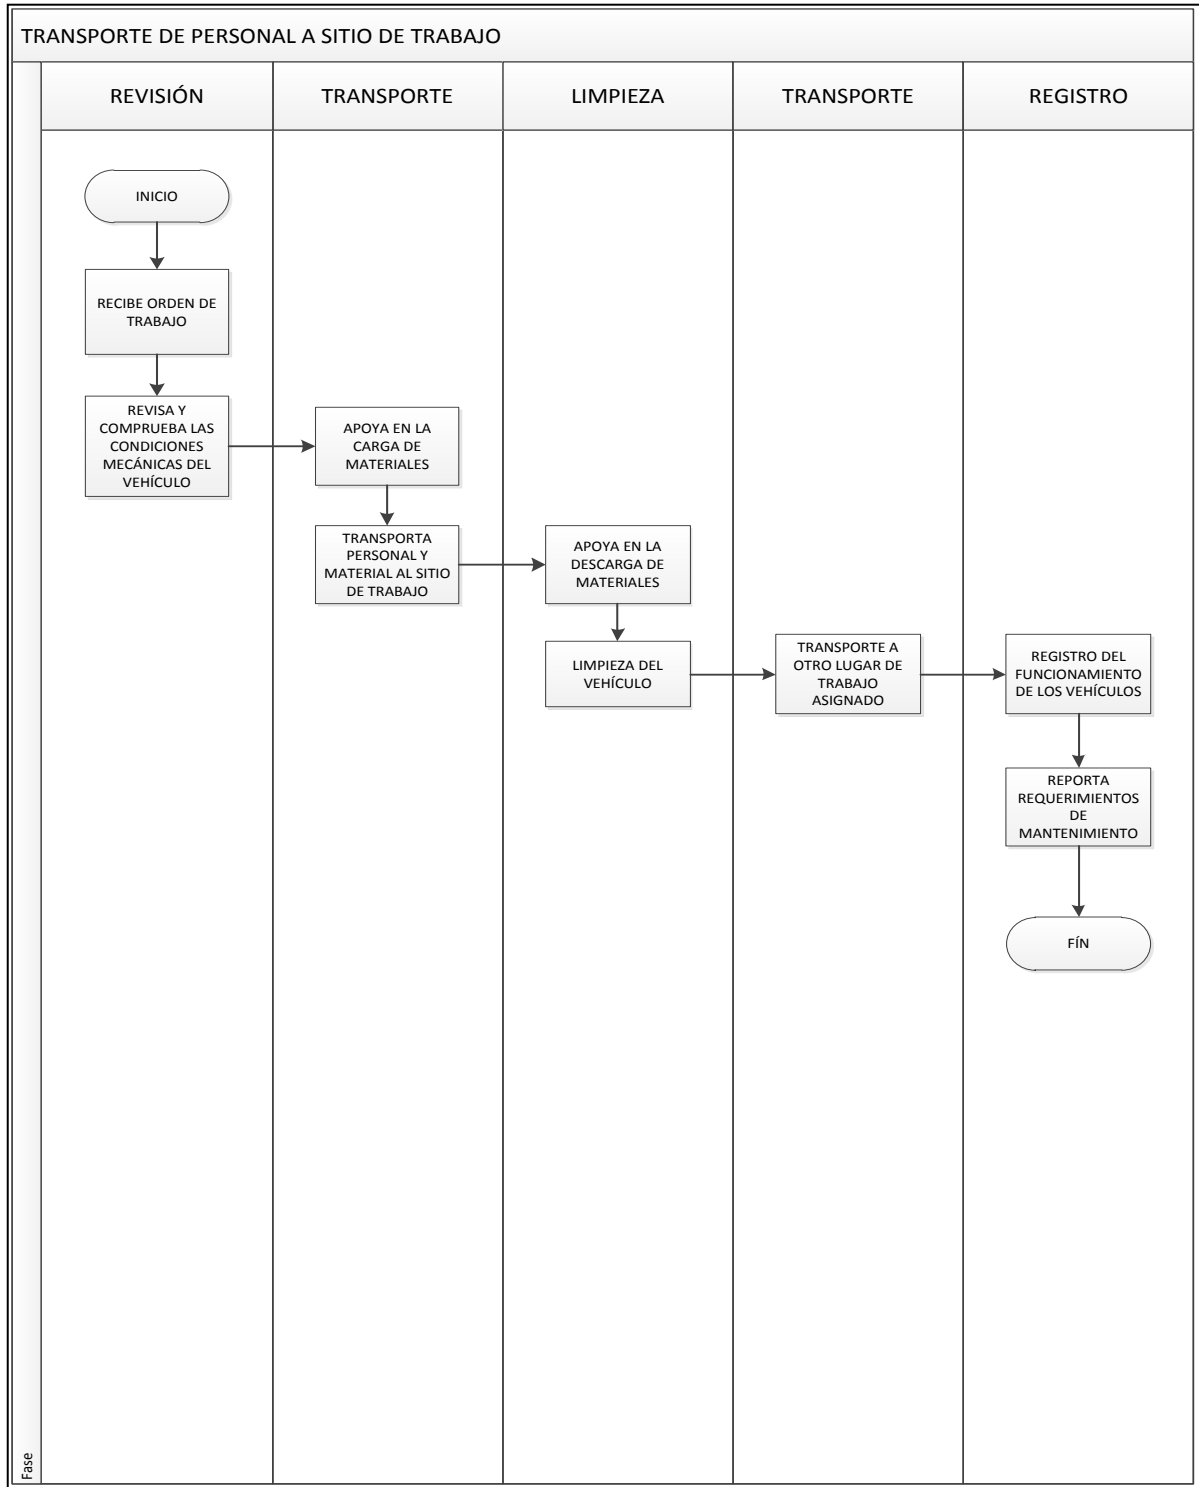 TRANSPORTE DE PERSONAL A SITIO DE TRABAJO
REVISIÓN
TRANSPORTE
LIMPIEZA
TRANSPORTE
REGISTRO
INICIO
RECIBE ORDEN DE
TRABAJO
REVISA Y
COMPRUEBA LAS
CONDICIONES
MECÁNICAS DEL
VEHÍCULO
APOYA EN LA
CARGA DE
MATERIALES
TRANSPORTA
PERSONAL Y
MATERIAL AL SITIO
DE TRABAJO
APOYA EN LA
DESCARGA DE
MATERIALES
LIMPIEZA DEL
VEHÍCULO
TRANSPORTE A
OTRO LUGAR DE
TRABAJO
ASIGNADO
REGISTRO DEL
FUNCIONAMIENTO
DE LOS VEHÍCULOS
REPORTA
REQUERIMIENTOS
DE
MANTENIMIENTO
FÍN
Fase